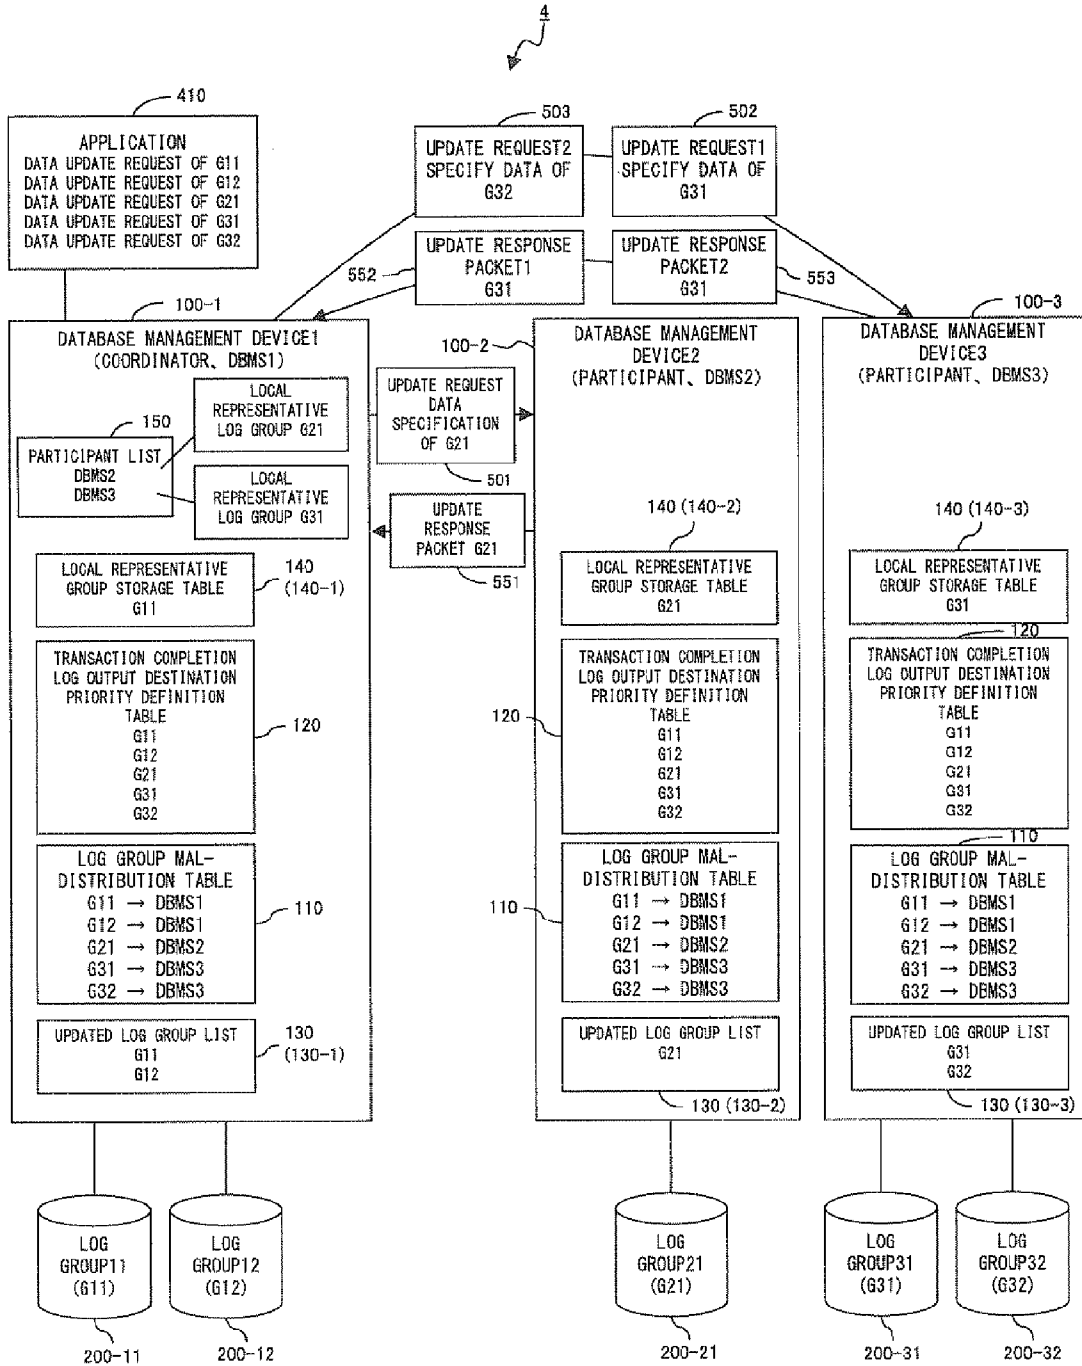 4
410
APPLICATION
DATA UPDATE REQUEST OF G11
DATA UPDATE REQUEST OF G12
DATA UPDATE REQUEST OF G21
DATA UPDATE REQUEST OF G31
DATA UPDATE REQUEST OF G32
503
UPDATE REQUEST2
SPECIFY DATA OF
G32
502
UPDATE REQUEST1
SPECIFY DATA OF
G31
552
UPDATE RESPONSE
PACKET1
G31
UPDATE RESPONSE
PACKET2
G31
553
100-1
DATABASE MANAGEMENT DEVICE1
(COORDINATOR、DBMS1)
150
PARTICIPANT LIST
DBMS2
DBMS3
LOCAL
REPRESENTATIVE
LOG GROUP G21
LOCAL
REPRESENTATIVE
LOG GROUP G31
LOCAL REPRESENTATIVE
GROUP STORAGE TABLE
G11
140
(140-1)
TRANSACTION COMPLETION
LOG OUTPUT DESTINATION
PRIORITY DEFINITION
TABLE
G11
G12
G21
G31
G32
120
LOG GROUP MAL-
DISTRIBUTION TABLE
G11 → DBMS1
G12 → DBMS1
G21 → DBMS2
G31 → DBMS3
G32 → DBMS3
110
UPDATED LOG GROUP LIST
G11
G12
130
(130-1)
UPDATE REQUEST
DATA
SPECIFICATION
OF G21
501
UPDATE
RESPONSE
PACKET G21
551
100-2
DATABASE MANAGEMENT
DEVICE2
(PARTICIPANT、DBMS2)
140 (140-2)
LOCAL REPRESENTATIVE
GROUP STORAGE TABLE
G21
TRANSACTION COMPLETION
LOG OUTPUT DESTINATION
PRIORITY DEFINITION
TABLE
G11
G12
G21
G31
G32
120
LOG GROUP MAL-
DISTRIBUTION TABLE
G11 → DBMS1
G12 → DBMS1
G21 → DBMS2
G31 → DBMS3
G32 → DBMS3
110
UPDATED LOG GROUP LIST
G21
130 (130-2)
100-3
DATABASE MANAGEMENT
DEVICE3
(PARTICIPANT、DBMS3)
140 (140-3)
LOCAL REPRESENTATIVE
GROUP STORAGE TABLE
G31
120
TRANSACTION COMPLETION
LOG OUTPUT DESTINATION
PRIORITY DEFINITION
TABLE
G11
G12
G21
G31
G32
110
LOG GROUP MAL-
DISTRIBUTION TABLE
G11 → DBMS1
G12 → DBMS1
G21 → DBMS2
G31 → DBMS3
G32 → DBMS3
UPDATED LOG GROUP LIST
G31
G32
130 (130-3)
LOG
GROUP11
(G11)
200-11
LOG
GROUP12
(G12)
200-12
LOG
GROUP21
(G21)
200-21
LOG
GROUP31
(G31)
200-31
LOG
GROUP32
(G32)
200-32